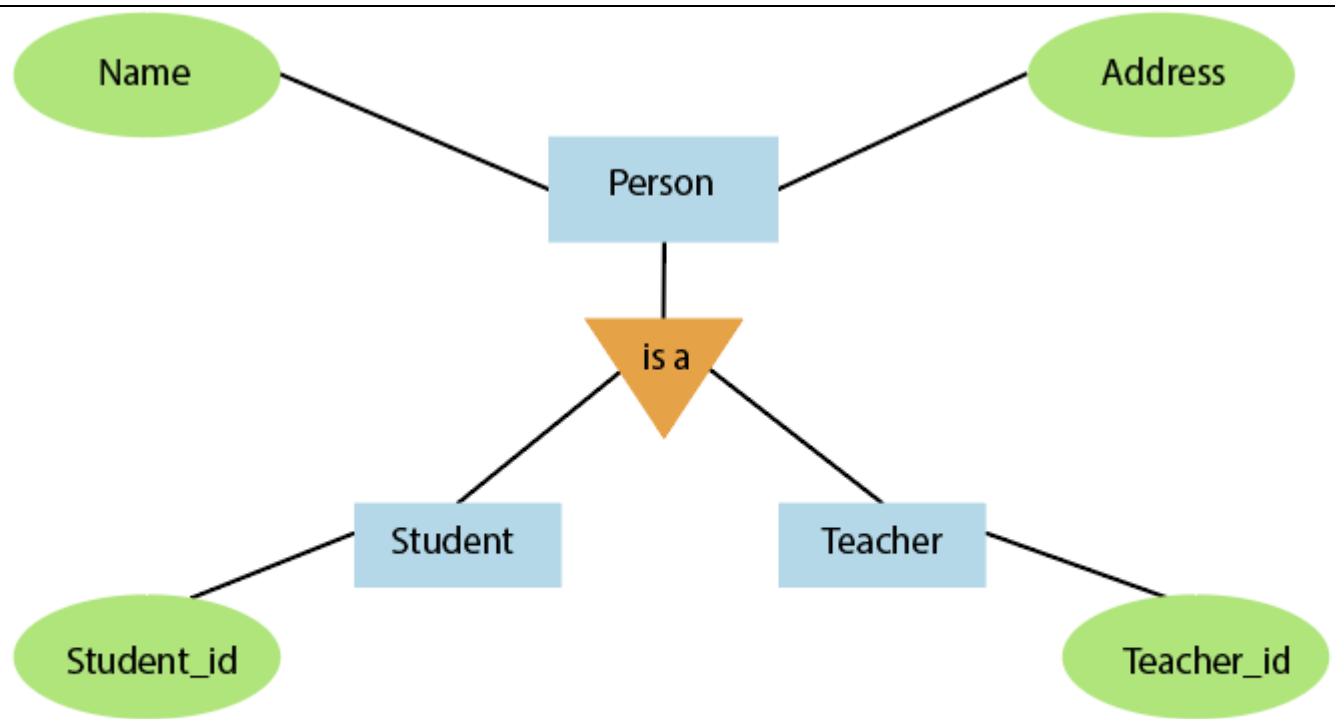 Name
Address
Person
is a
Student
Teacher
Student_id
Teacher_id